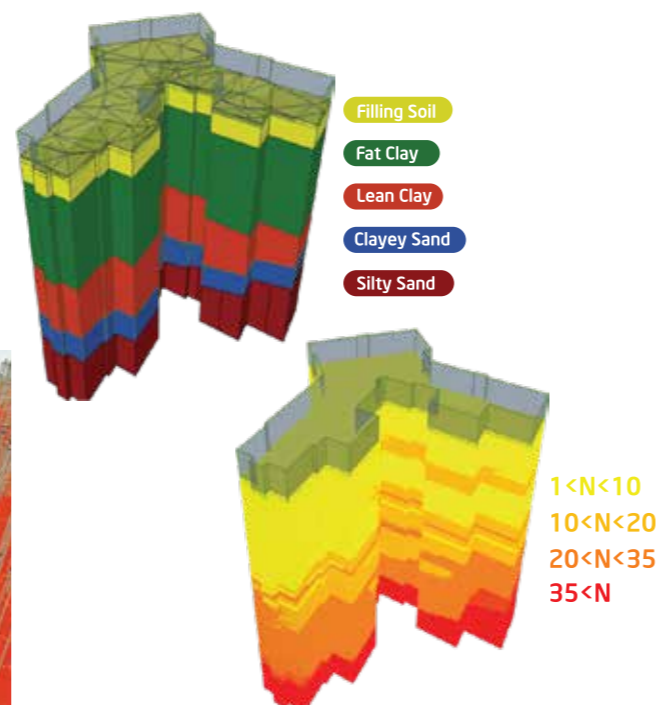 Filling Soil
Fat Clay
Lean Clay
Clayey Sand
Silty Sand
1<N<10
10<N<20
20<N<35
35<N